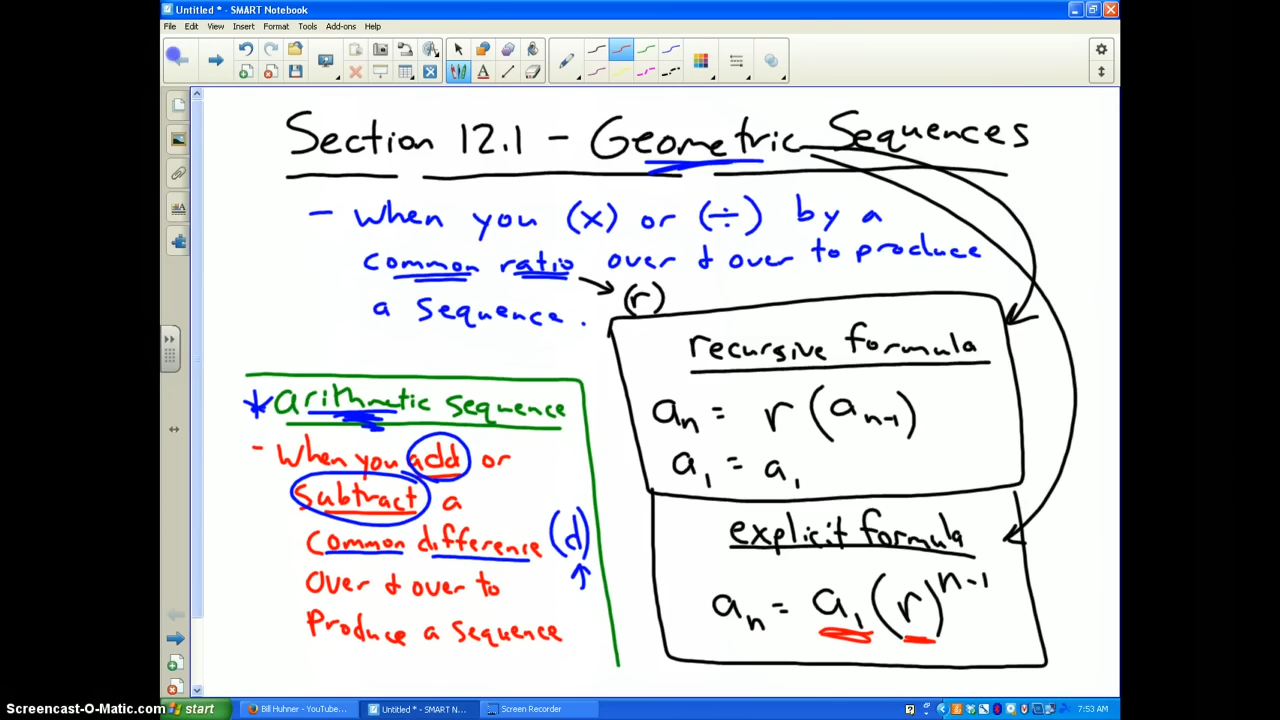 Untitled * - SMART Notebook
File Edit View Insert Format Tools Add-ons Help
Section 12.1 - Geometric Sequences
- When you (x) or (÷) by a
common ratio over & over to produce
(r)
a sequence.
recursive formula
aₙ = r (aₙ₋₁)
a₁ = a₁
* arithmetic sequence
- When you add or
subtract a
common difference (d)
Over & over to
Produce a sequence
explicit formula
aₙ = a₁ (r)ⁿ⁻¹
Screencast-O-Matic.com
start Bill Huhner - YouTube... Untitled * - SMART N... Screen Recorder 7:53 AM